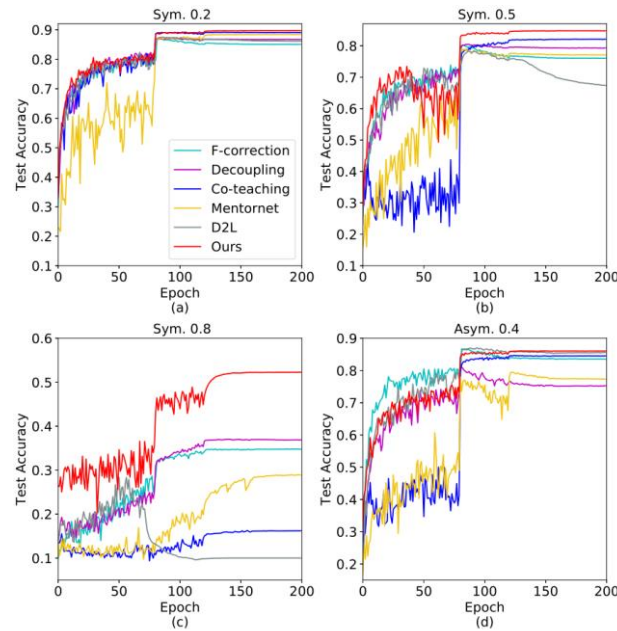 Sym. 0.2
0.9
0.8
0.7
0.6
0.5
0.4
0.3
0.2
0.1
Test Accuracy
F-correction
Decoupling
Co-teaching
Mentornet
D2L
Ours
0 50 100 150 200
Epoch
(a)
Sym. 0.5
0.8
0.7
0.6
0.5
0.4
0.3
0.2
0.1
Test Accuracy
0 50 100 150 200
Epoch
(b)
Sym. 0.8
0.6
0.5
0.4
0.3
0.2
0.1
Test Accuracy
0 50 100 150 200
Epoch
(c)
Asym. 0.4
0.9
0.8
0.7
0.6
0.5
0.4
0.3
0.2
Test Accuracy
0 50 100 150 200
Epoch
(d)